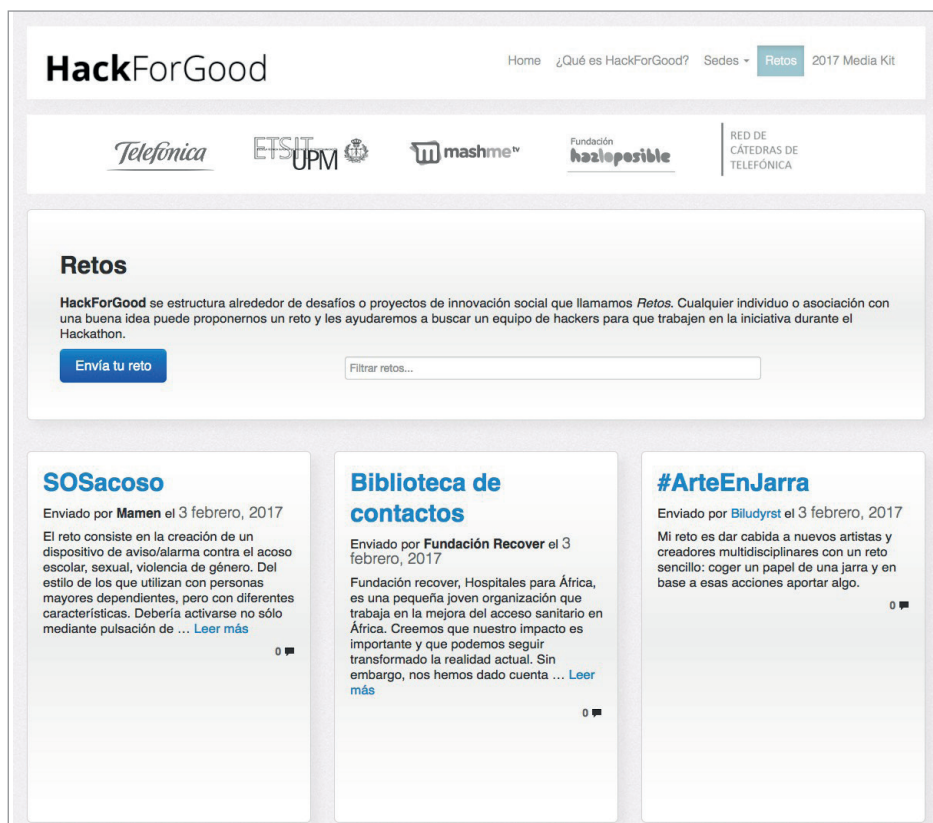 HackForGood
Home ¿Qué es HackForGood? Sedes Retos 2017 Media Kit
Telefónica ETSIT UPM mashme tv Fundación hazloposible RED DE CÁTEDRAS DE TELEFÓNICA
Retos
HackForGood se estructura alrededor de desafíos o proyectos de innovación social que llamamos Retos. Cualquier individuo o asociación con
una buena idea puede proponernos un reto y les ayudaremos a buscar un equipo de hackers para que trabajen en la iniciativa durante el
Hackathon.
Envía tu reto
Filtrar retos...
SOSacoso
Enviado por Mamen el 3 febrero, 2017
El reto consiste en la creación de un
dispositivo de aviso/alarma contra el acoso
escolar, sexual, violencia de género. Del
estilo de los que utilizan con personas
mayores dependientes, pero con diferentes
características. Debería activarse no sólo
mediante pulsación de … Leer más
0
Biblioteca de
contactos
Enviado por Fundación Recover el 3
febrero, 2017
Fundación recover, Hospitales para África,
es una pequeña joven organización que
trabaja en la mejora del acceso sanitario en
África. Creemos que nuestro impacto es
importante y que podemos seguir
transformado la realidad actual. Sin
embargo, nos hemos dado cuenta … Leer
más
0
#ArteEnJarra
Enviado por Biludyrst el 3 febrero, 2017
Mi reto es dar cabida a nuevos artistas y
creadores multidisciplinares con un reto
sencillo: coger un papel de una jarra y en
base a esas acciones aportar algo.
0